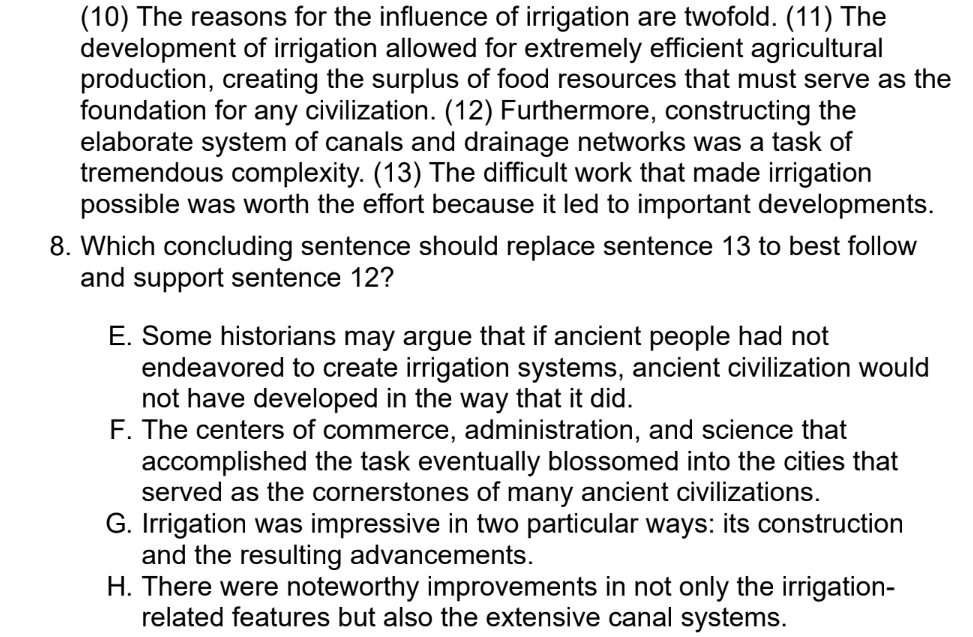 (10) The reasons for the influence of irrigation are twofold. (11) The
development of irrigation allowed for extremely efficient agricultural
production, creating the surplus of food resources that must serve as the
foundation for any civilization. (12) Furthermore, constructing the
elaborate system of canals and drainage networks was a task of
tremendous complexity. (13) The difficult work that made irrigation
possible was worth the effort because it led to important developments.
8. Which concluding sentence should replace sentence 13 to best follow
and support sentence 12?
E. Some historians may argue that if ancient people had not
endeavored to create irrigation systems, ancient civilization would
not have developed in the way that it did.
F. The centers of commerce, administration, and science that
accomplished the task eventually blossomed into the cities that
served as the cornerstones of many ancient civilizations.
G. Irrigation was impressive in two particular ways: its construction
and the resulting advancements.
H. There were noteworthy improvements in not only the irrigation-
related features but also the extensive canal systems.